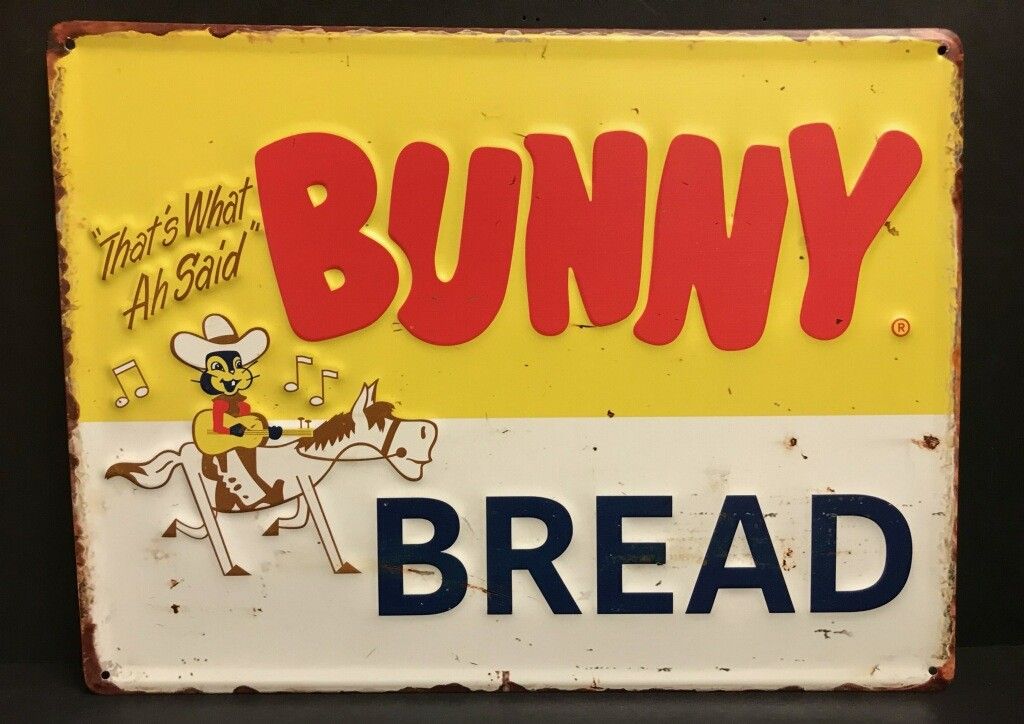 "That's What
Ah Said"
BUNNY ®
BREAD